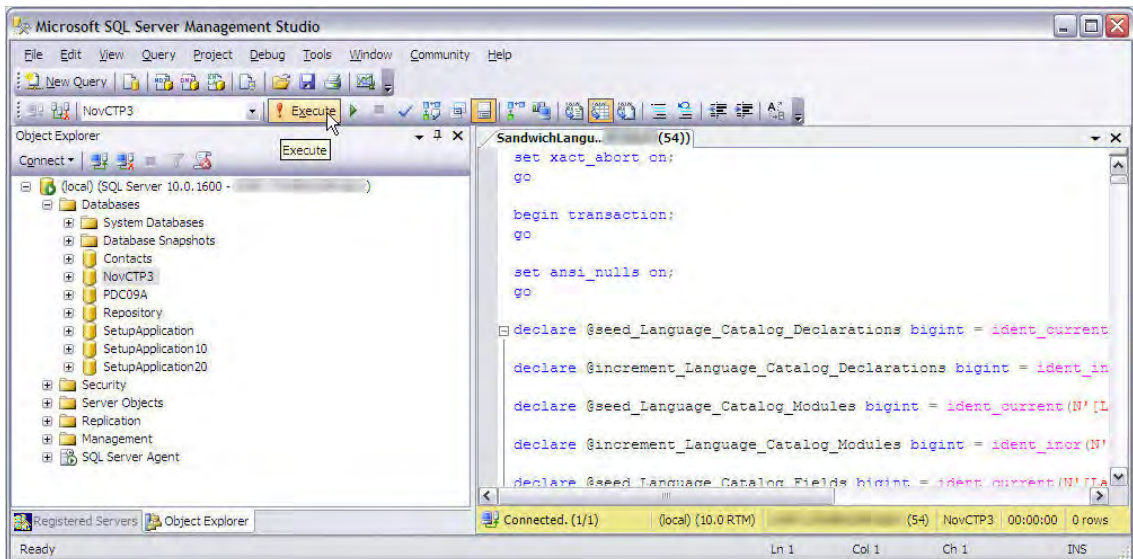 Microsoft SQL Server Management Studio
File Edit View Query Project Debug Tools Window Community Help
New Query
NovCTP3 Execute
Object Explorer
Execute
Connect
(local) (SQL Server 10.0.1600 - )
Databases
System Databases
Database Snapshots
Contacts
NovCTP3
PDC09A
Repository
SetupApplication
SetupApplication10
SetupApplication20
Security
Server Objects
Replication
Management
SQL Server Agent
Registered Servers Object Explorer
SandwichLangu.. (54))
set xact_abort on;
go
begin transaction;
go
set ansi_nulls on;
go
declare @seed_Language_Catalog_Declarations bigint = ident_current
declare @increment_Language_Catalog_Declarations bigint = ident_in
declare @seed_Language_Catalog_Modules bigint = ident_current(N'[L
declare @increment_Language_Catalog_Modules bigint = ident_incr(N'
declare @seed_Language_Catalog_Fields bigint = ident_current(N'[La
Connected. (1/1) (local) (10.0 RTM) (54) NovCTP3 00:00:00 0 rows
Ready Ln 1 Col 1 Ch 1 INS